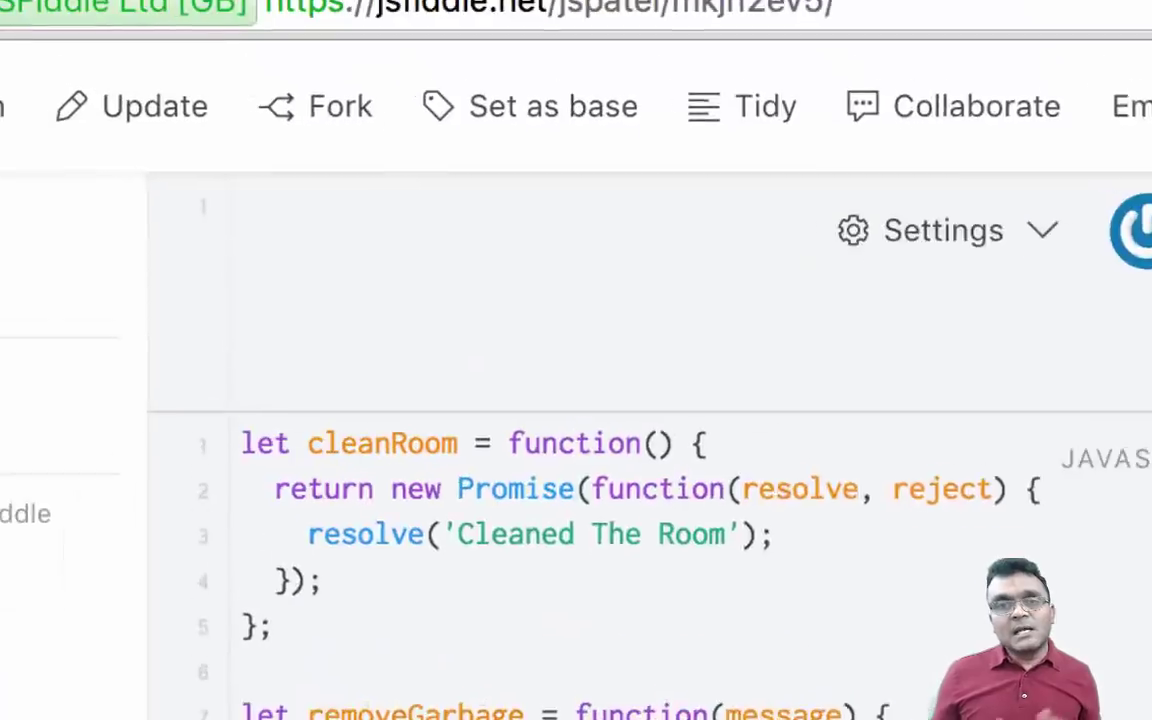 SFiddle Ltd [GB] https://jsfiddle.net/jspatel/mkjh2ev5/
Update Fork Set as base Tidy Collaborate Em
1
Settings
1 let cleanRoom = function() {
JAVAS
2 return new Promise(function(resolve, reject) {
3 resolve('Cleaned The Room');
ddle
4 });
5 };
6
7 let removeGarbage = function(message) {